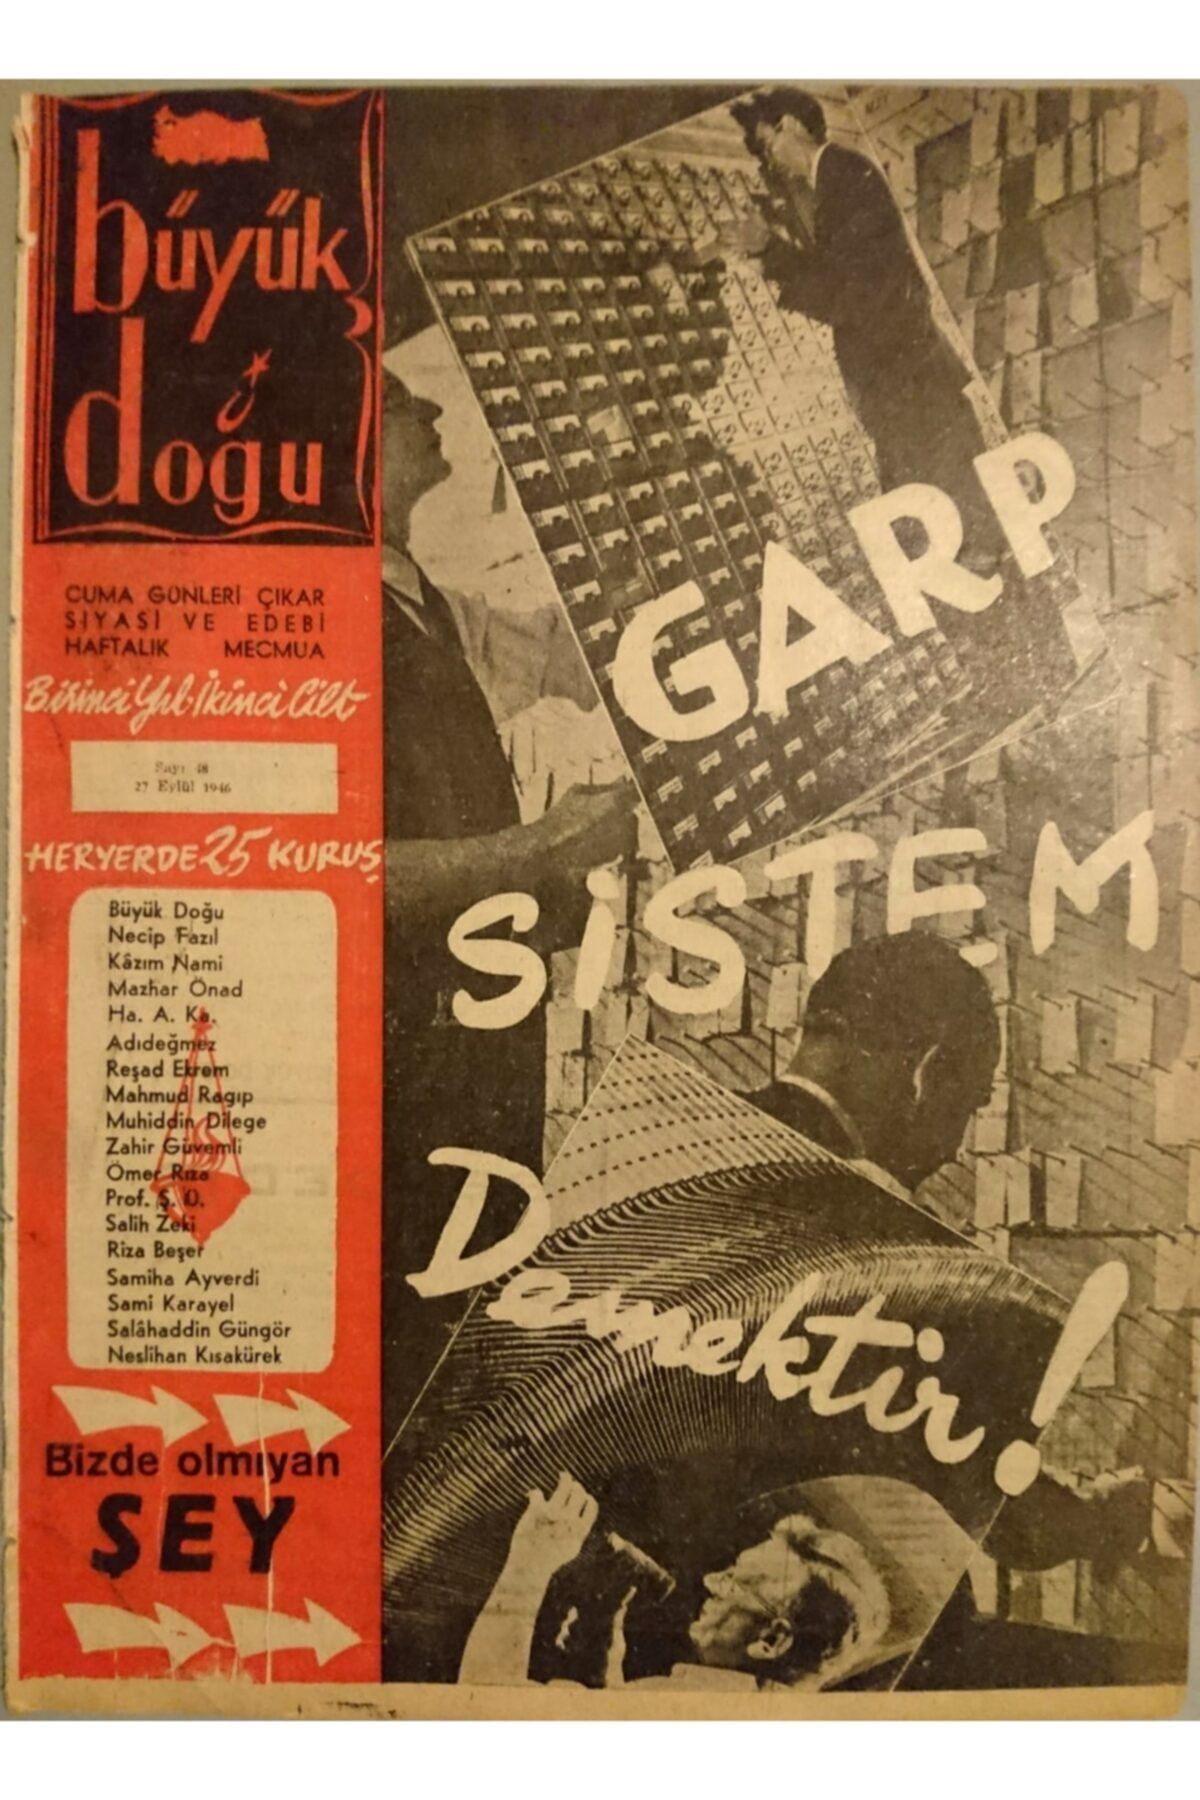 büyük
doğu
CUMA GÜNLERİ ÇIKAR
SİYASİ VE EDEBİ
HAFTALIK MECMUA
Birinci Yıl-İkinci Cilt
Sayı 48
27 Eylül 1946
HERYERDE 25 KURUŞ
Büyük Doğu
Necip Fazıl
Kâzım Nami
Mazhar Önad
Ha. A. Ka.
Adıdeğmez
Reşad Ekrem
Mahmud Ragıp
Muhiddin Dilege
Zahir Güvemli
Ömer Rıza
Prof. Ş. Ü.
Salih Zeki
Rıza Beşer
Samiha Ayverdi
Sami Karayel
Salâhaddin Güngör
Neslihan Kısakürek
Bizde olmıyan
ŞEY
GARP
SİSTEM
Demektir!